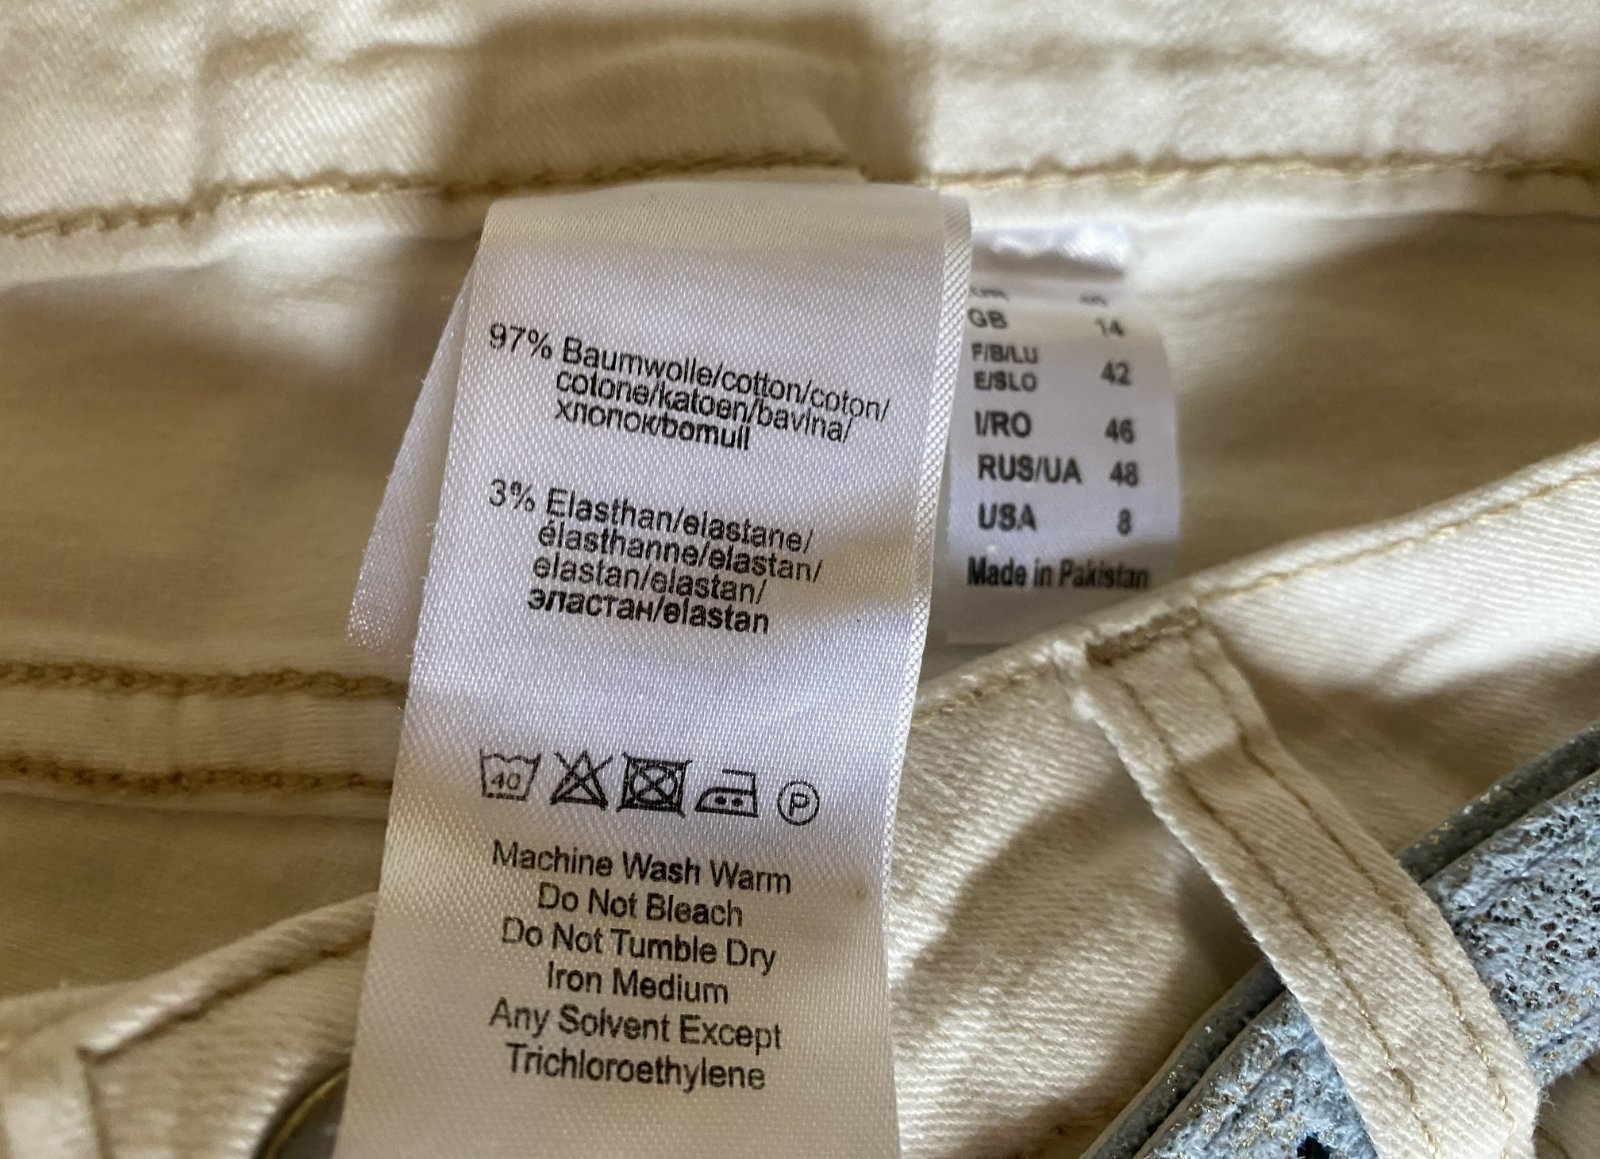 97% Baumwolle/cotton/coton/
cotone/katoen/bavlna/
хлопок/bomull
3% Elasthan/elastane/
élasthanne/elastan/
elastan/elastan/
эластан/elastan
40
P
Machine Wash Warm
Do Not Bleach
Do Not Tumble Dry
Iron Medium
Any Solvent Except
Trichloroethylene
GB 14
F/B/LU
E/SLO 42
I/RO 46
RUS/UA 48
USA 8
Made in Pakistan